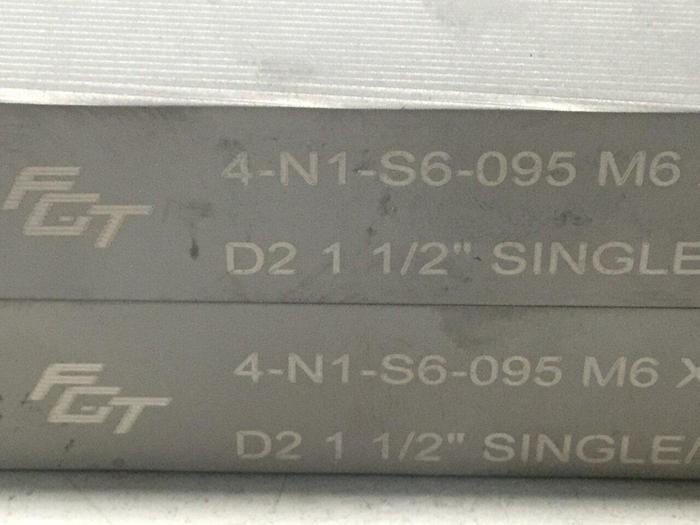 FGT
4-N1-S6-095 M6
D2 1 1/2" SINGLE
FGT
4-N1-S6-095 M6 X
D2 1 1/2" SINGLE/